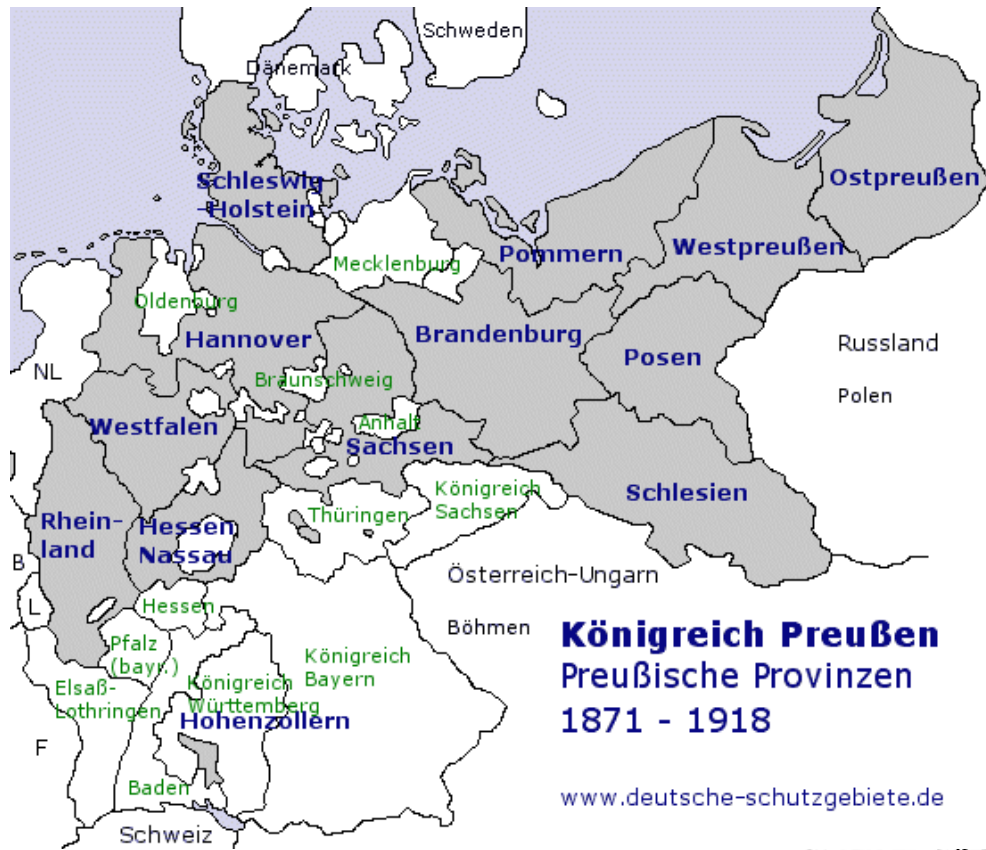 Schweden
Dänemark
Schleswig
-Holstein
Ostpreußen
Westpreußen
Pommern
Mecklenburg
Oldenburg
Hannover
Brandenburg
Russland
Posen
NL
Braunschweig
Polen
Westfalen
Anhalt
Sachsen
Königreich
Sachsen
Schlesien
Thüringen
Rhein-
land
Hessen
Nassau
B
Österreich-Ungarn
L
Hessen
Böhmen
Königreich Preußen
Preußische Provinzen
1871 - 1918
Pfalz
(bayr.)
Königreich
Bayern
Elsaß-
Lothringen
Königreich
Württemberg
Hohenzollern
F
Baden
www.deutsche-schutzgebiete.de
Schweiz